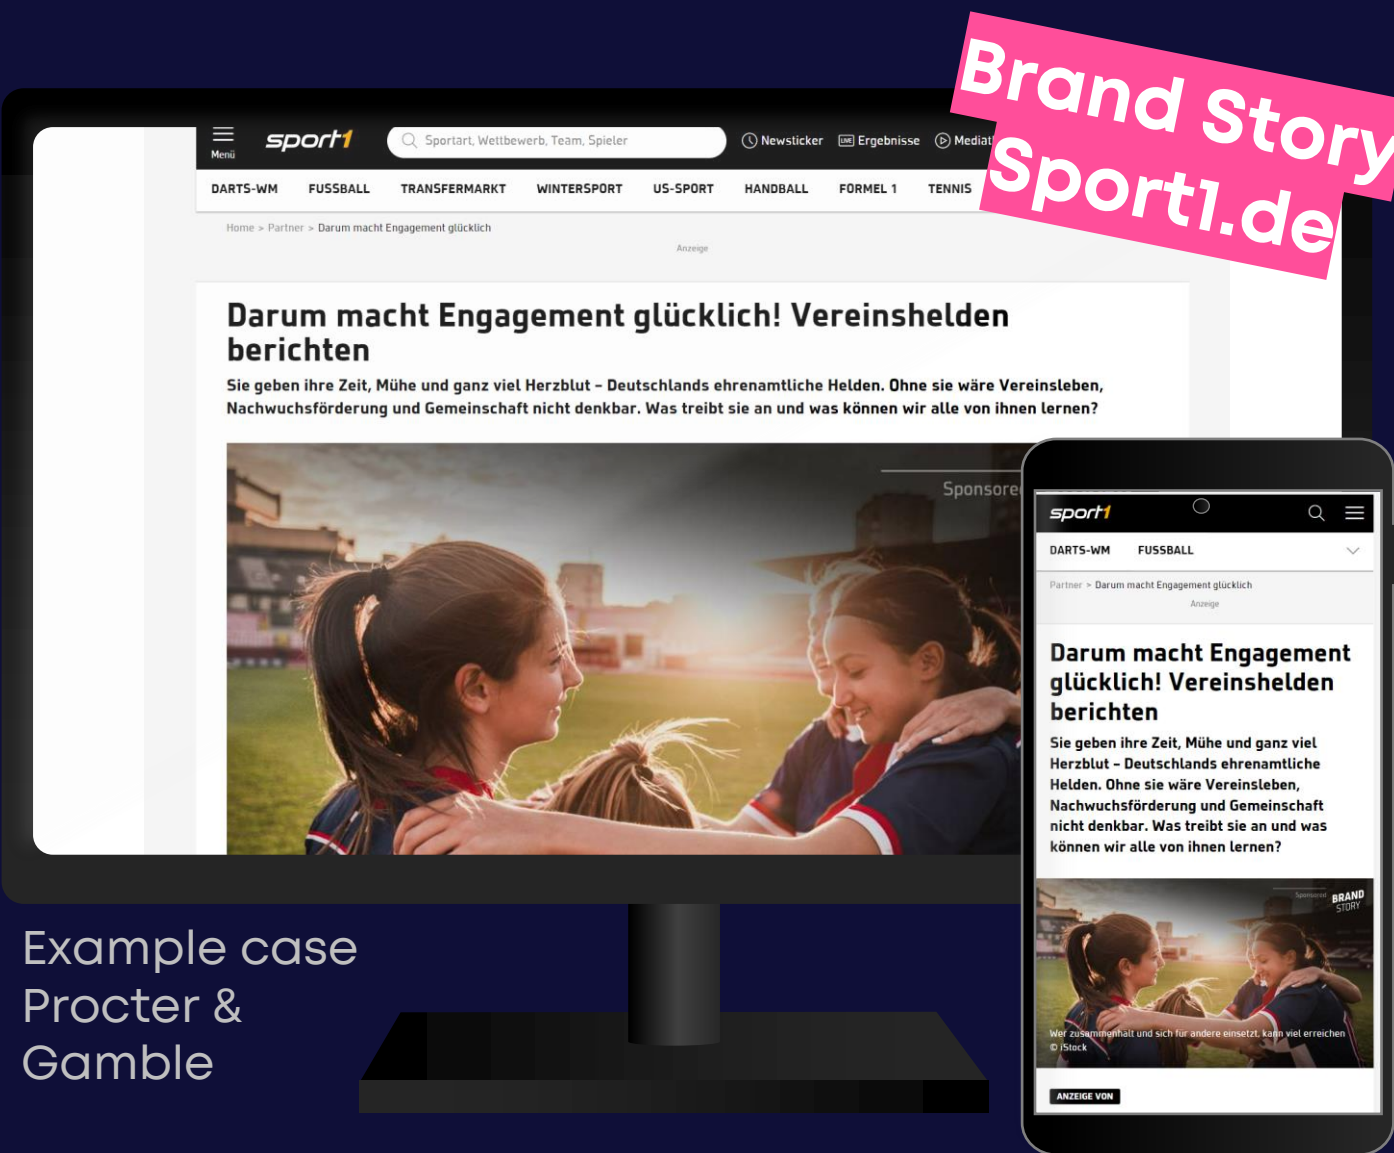 Brand Story
Sport1.de
Menü
sport1
Sportart, Wettbewerb, Team, Spieler
Newsticker
LIVE Ergebnisse
DARTS-WM FUSSBALL TRANSFERMARKT WINTERSPORT US-SPORT HANDBALL FORMEL 1 TENNIS
Home > Partner > Darum macht Engagement glücklich
Anzeige
Darum macht Engagement glücklich! Vereinshelden
berichten
Sie geben ihre Zeit, Mühe und ganz viel Herzblut – Deutschlands ehrenamtliche Helden. Ohne sie wäre Vereinsleben,
Nachwuchsförderung und Gemeinschaft nicht denkbar. Was treibt sie an und was können wir alle von ihnen lernen?
sport1
DARTS-WM FUSSBALL
Partner > Darum macht Engagement glücklich
Anzeige
Darum macht Engagement
glücklich! Vereinshelden
berichten
Sie geben ihre Zeit, Mühe und ganz viel
Herzblut – Deutschlands ehrenamtliche
Helden. Ohne sie wäre Vereinsleben,
Nachwuchsförderung und Gemeinschaft
nicht denkbar. Was treibt sie an und was
können wir alle von ihnen lernen?
Sponsored BRAND
STORY
Wer zusammenhält und sich für andere einsetzt, kann viel erreichen
© iStock
ANZEIGE VON
Example case
Procter &
Gamble